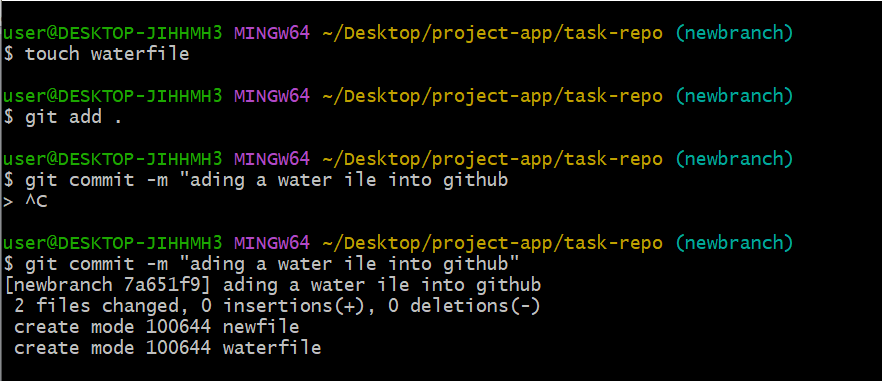 user@DESKTOP-JIHHMH3 MINGW64 ~/Desktop/project-app/task-repo (newbranch)
$ touch waterfile
user@DESKTOP-JIHHMH3 MINGW64 ~/Desktop/project-app/task-repo (newbranch)
$ git add .
user@DESKTOP-JIHHMH3 MINGW64 ~/Desktop/project-app/task-repo (newbranch)
$ git commit -m "ading a water ile into github
> ^C
user@DESKTOP-JIHHMH3 MINGW64 ~/Desktop/project-app/task-repo (newbranch)
$ git commit -m "ading a water ile into github"
[newbranch 7a651f9] ading a water ile into github
 2 files changed, 0 insertions(+), 0 deletions(-)
 create mode 100644 newfile
 create mode 100644 waterfile